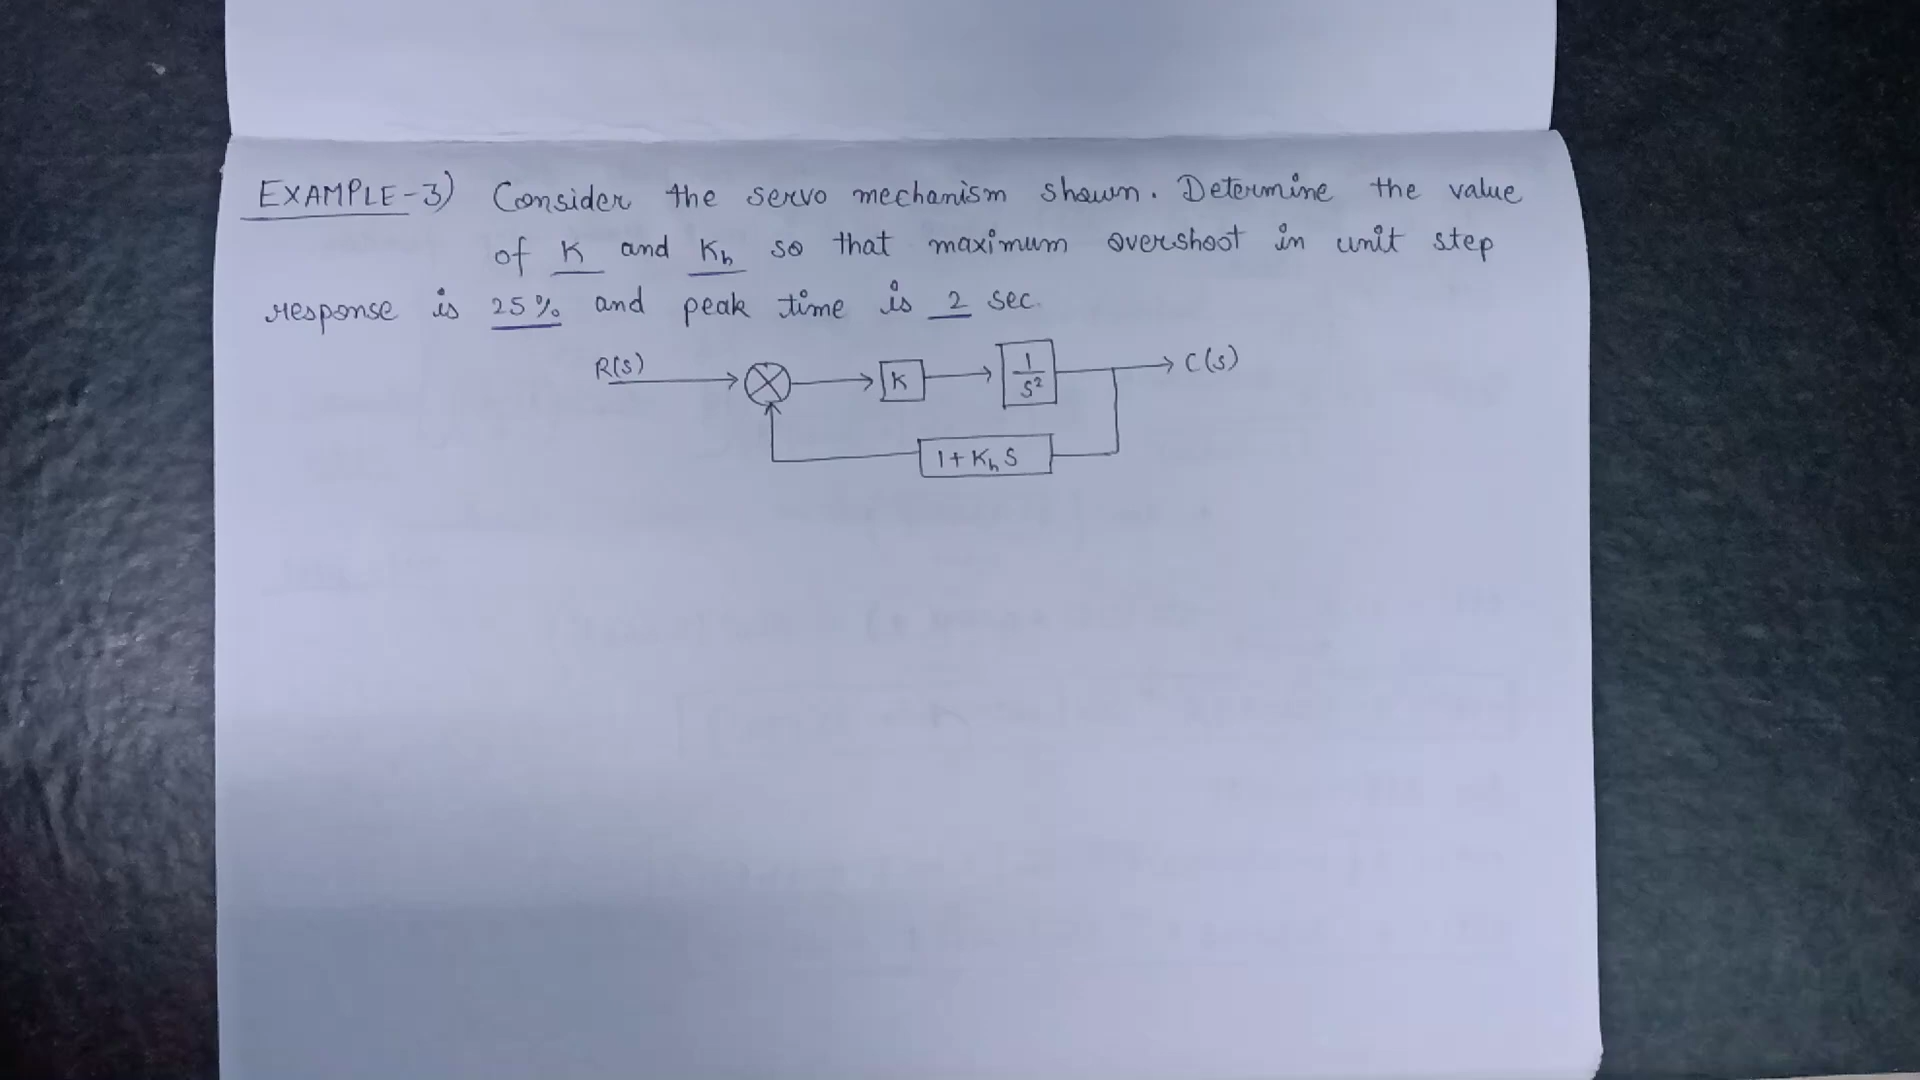 EXAMPLE-3) Consider the servo mechanism shown. Determine the value
of K and Kh so that maximum overshoot in unit step
response is 25% and peak time is 2 sec.
R(s) K 1/s² C(s)
1+KhS